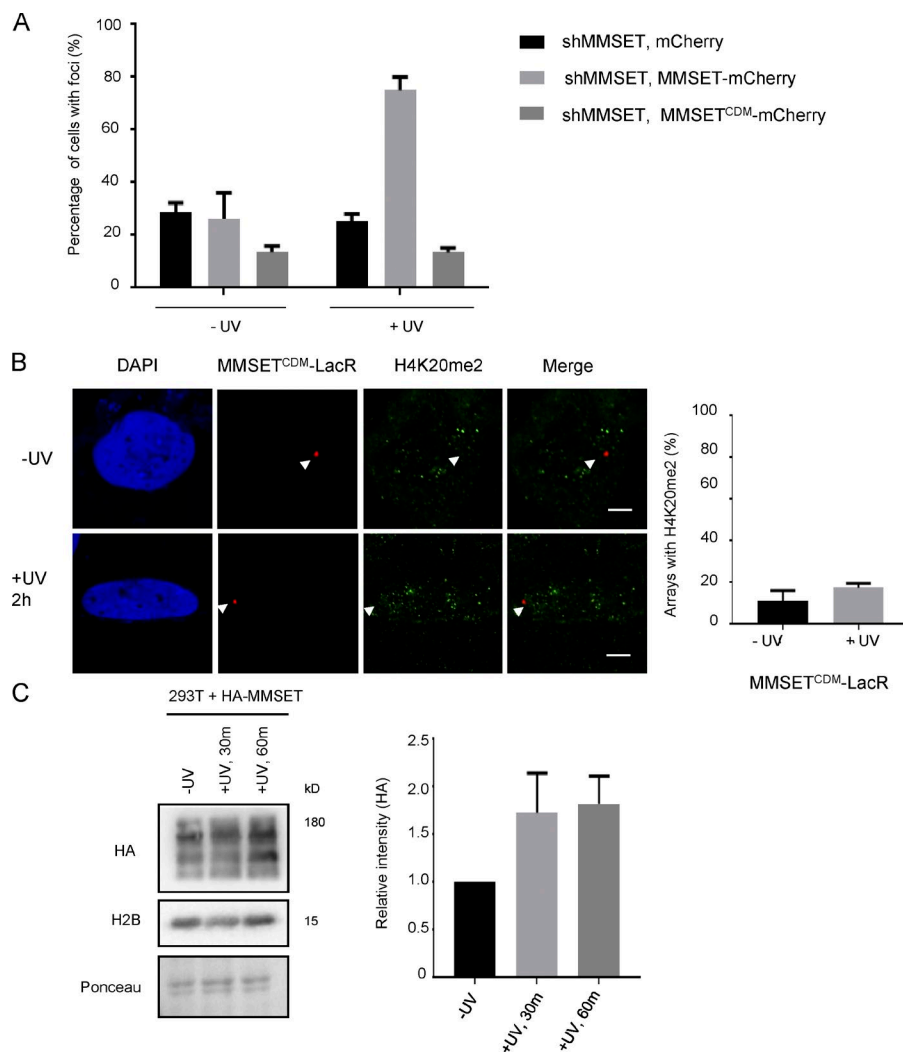 A
Percentage of cells with foci (%)
100
80
60
40
20
0
- UV
+ UV
shMMSET, mCherry
shMMSET, MMSET-mCherry
shMMSET, MMSETCDM-mCherry
B
DAPI
MMSETCDM-LacR
H4K20me2
Merge
-UV
+UV
2h
Arrays with H4K20me2 (%)
100
80
60
40
20
0
- UV
+ UV
MMSETCDM-LacR
C
293T + HA-MMSET
-UV
+UV, 30m
+UV, 60m
kD
HA
180
H2B
15
Ponceau
Relative intensity (HA)
2.5
2.0
1.5
1.0
0.5
0.0
-UV
+UV, 30m
+UV, 60m